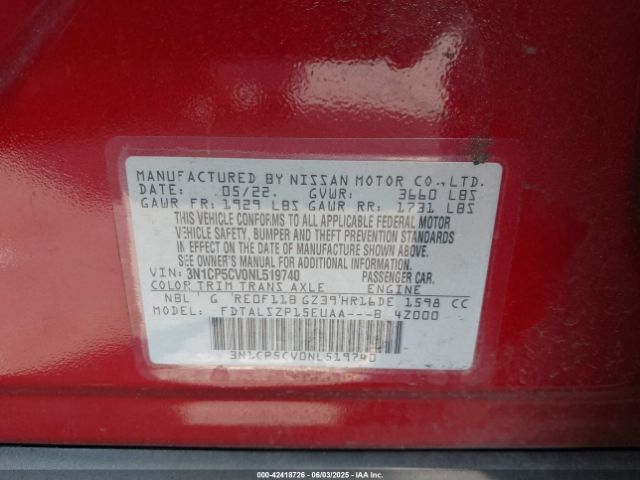 MANUFACTURED BY NISSAN MOTOR CO.,LTD.
DATE: 05/22. GVWR: 3660 LBS
GAWR FR: 1929 LBS GAWR RR: 1731 LBS
THIS VEHICLE CONFORMS TO ALL APPLICABLE FEDERAL MOTOR
VEHICLE SAFETY, BUMPER AND THEFT PREVENTION STANDARDS
IN EFFECT ON THE DATE OF MANUFACTURE SHOWN ABOVE.
SEE OWNER'S MANUAL FOR ADDITIONAL INFORMATION.
VIN: 3N1CP5CV0NL519740 PASSENGER CAR.
COLOR TRIM TRANS AXLE ENGINE
NBL G RE0F11B GZ39 HR16DE 1598 CC
MODEL: FDTALSZP15EUAA---B 4Z000
3N1CP5CV0NL519740
000-42418726 - 06/03/2025 - IAAI.COM